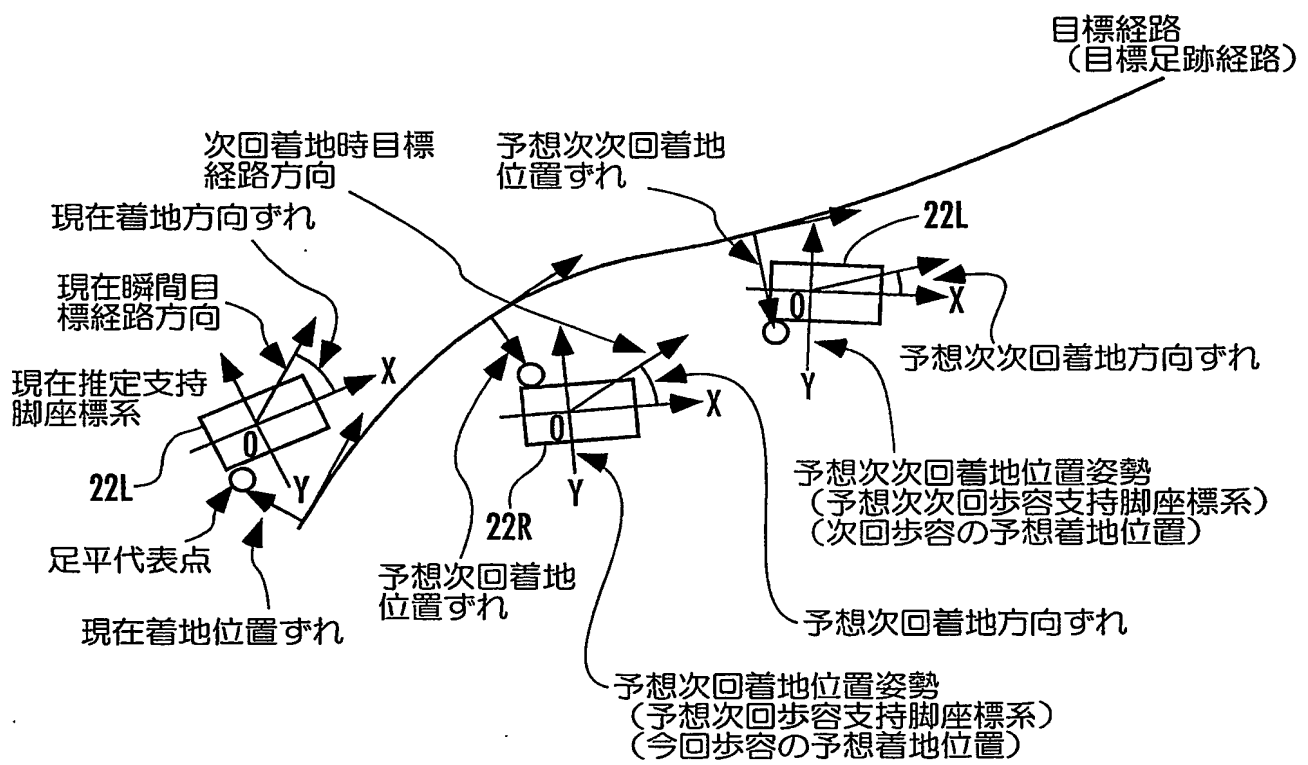 目標経路
（目標足跡経路）
次回着地時目標
経路方向
予想次次回着地
位置ずれ
現在着地方向ずれ
22L
現在瞬間目
標経路方向
X
O
予想次次回着地方向ずれ
現在推定支持
脚座標系
X
Y
X
O
O
Y
22L
Y
22R
予想次次回着地位置姿勢
（予想次次回歩容支持脚座標系）
（次回歩容の予想着地位置）
足平代表点
予想次回着地
位置ずれ
現在着地位置ずれ
予想次回着地方向ずれ
予想次回着地位置姿勢
（予想次回歩容支持脚座標系）
（今回歩容の予想着地位置）